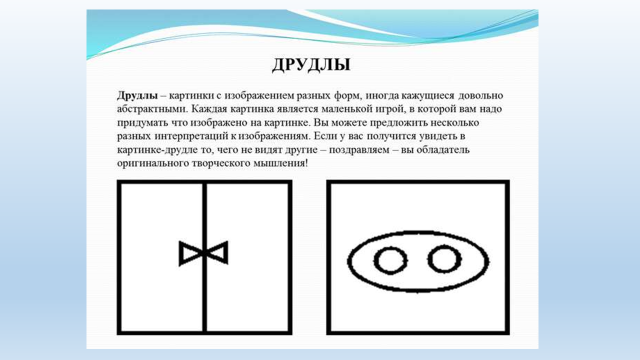 ДРУДЛЫ
Друдлы – картинки с изображением разных форм, иногда кажущиеся довольно
абстрактными. Каждая картинка является маленькой игрой, в которой вам надо
придумать что изображено на картинке. Вы можете предложить несколько
разных интерпретаций к изображениям. Если у вас получится увидеть в
картинке-друдле то, чего не видят другие – поздравляем – вы обладатель
оригинального творческого мышления!